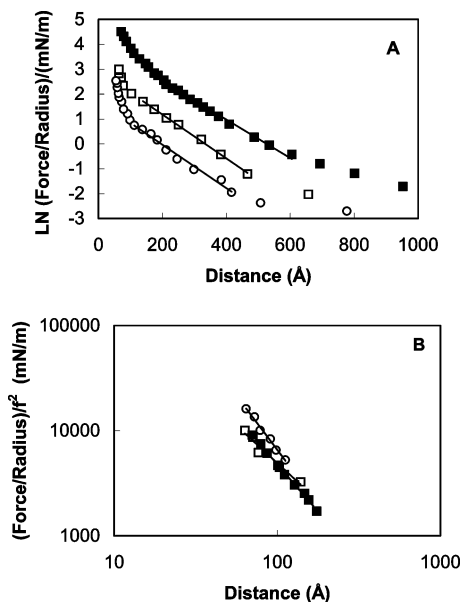 A
LN (Force/Radius)/(mN/m)
5
4
3
2
1
0
-1
-2
-3
0 200 400 600 800 1000
Distance (Å)
B
(Force/Radius)/f² (mN/m)
100000
10000
1000
10 100 1000
Distance (Å)